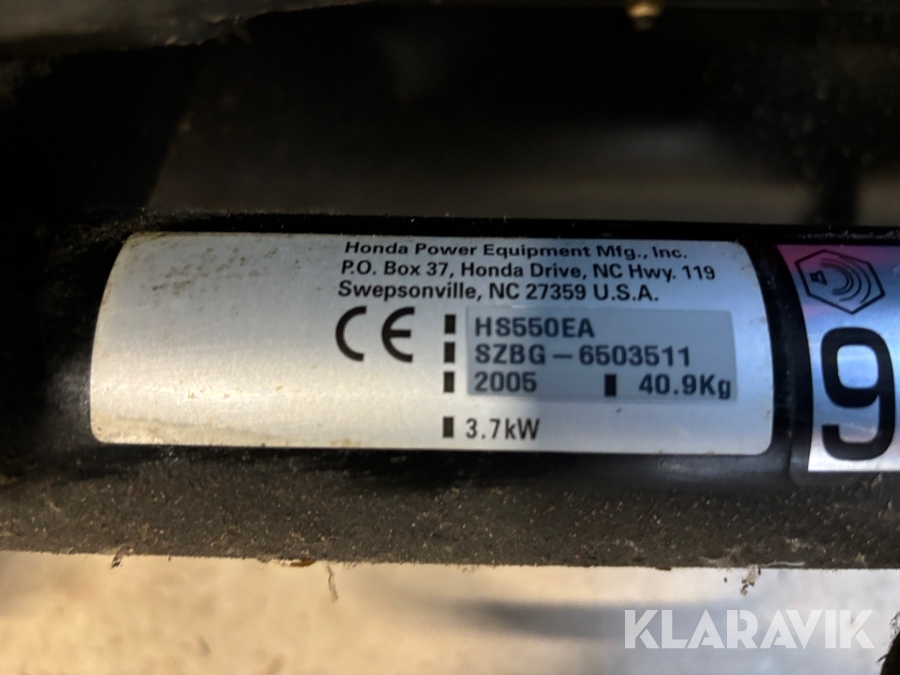 Honda Power Equipment Mfg., Inc.
P.O. Box 37, Honda Drive, NC Hwy. 119
Swepsonville, NC 27359 U.S.A.
CE
HS550EA
SZBG-6503511
2005 40.9Kg
3.7kW
9
KLARAVIK